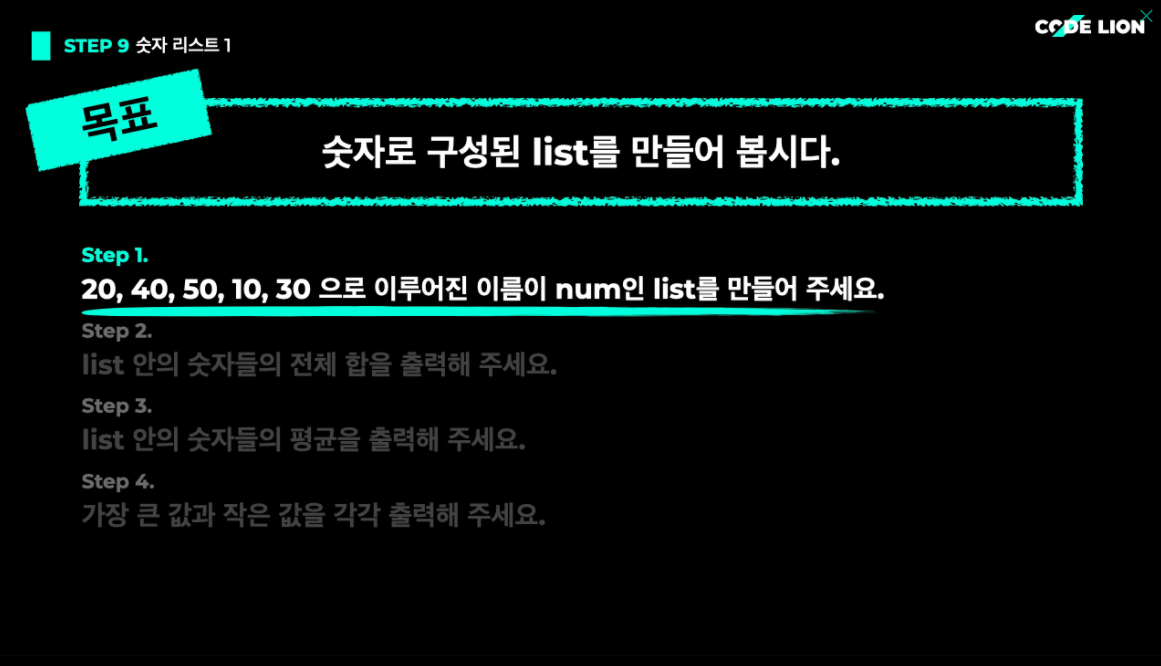 CODE LION
STEP 9 숫자 리스트 1
목표
숫자로 구성된 list를 만들어 봅시다.
Step 1.
20, 40, 50, 10, 30 으로 이루어진 이름이 num인 list를 만들어 주세요.
Step 2.
list 안의 숫자들의 전체 합을 출력해 주세요.
Step 3.
list 안의 숫자들의 평균을 출력해 주세요.
Step 4.
가장 큰 값과 작은 값을 각각 출력해 주세요.